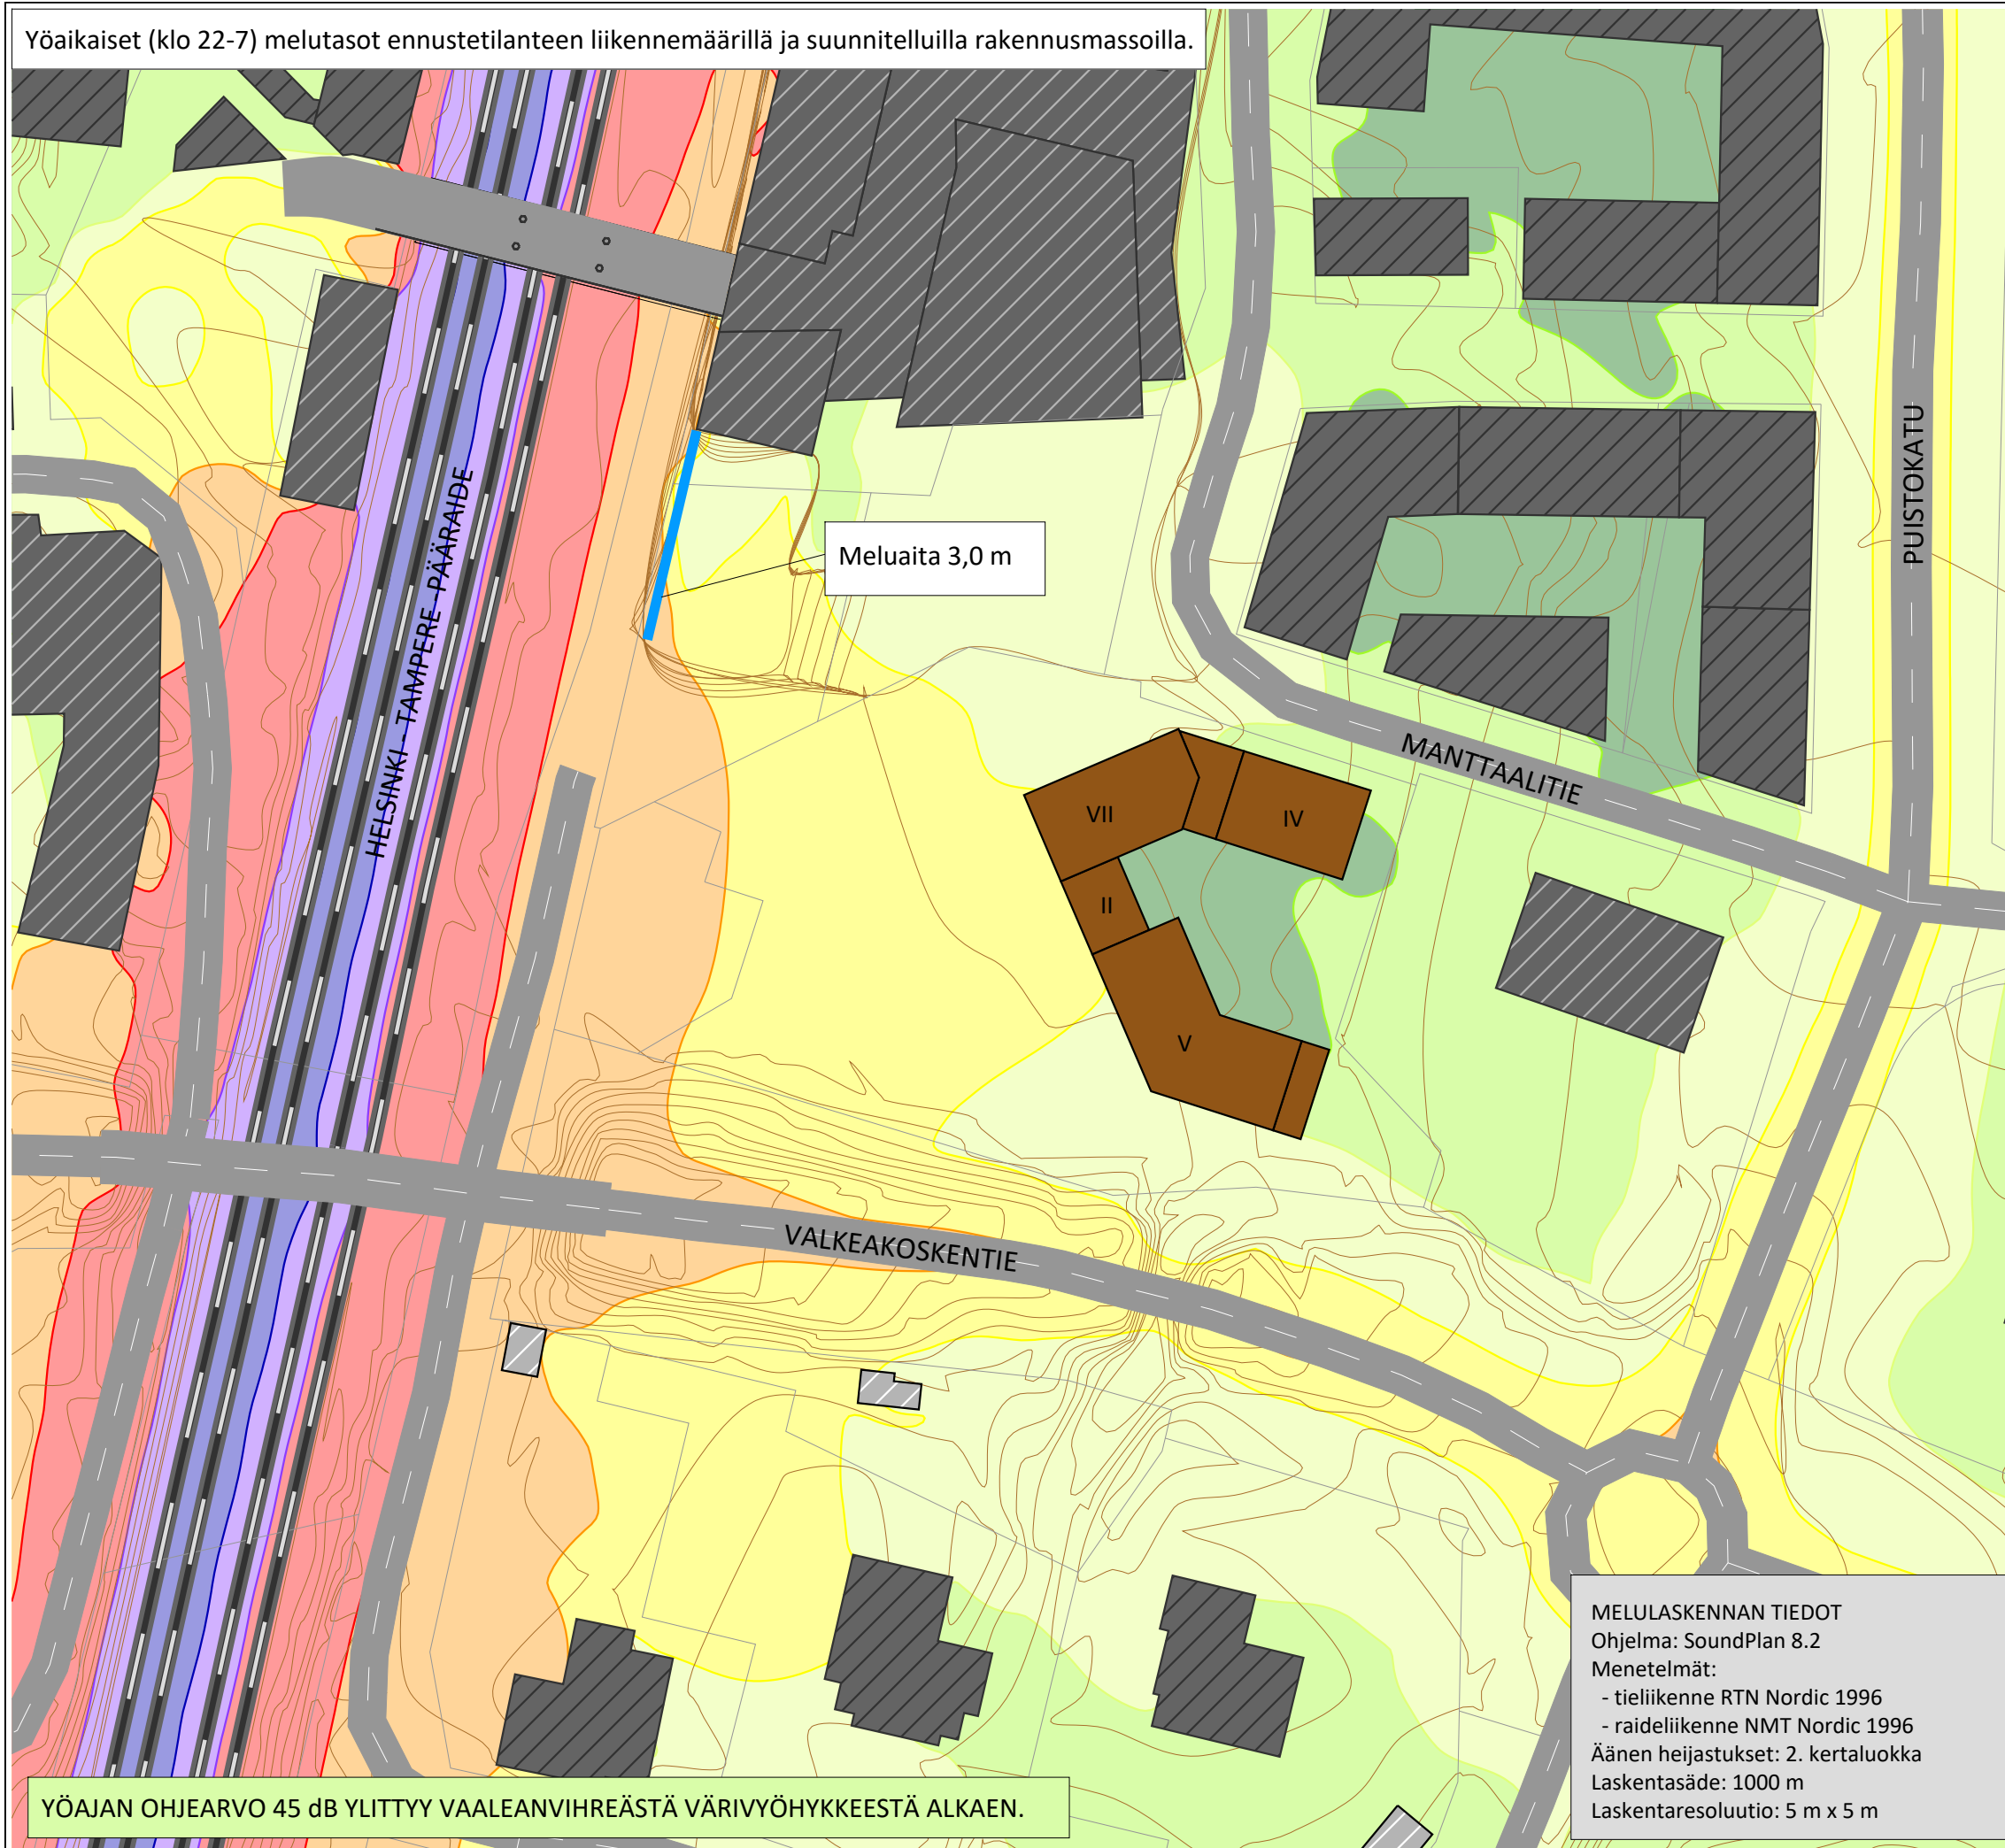 Yöaikaiset (klo 22-7) melutasot ennustetilanteen liikennemäärillä ja suunnitelluilla rakennusmassoilla.
PUISTOKATU
HELSINKI - TAMPERE -PÄÄRAIDE
Meluaita 3,0 m
MANTTAALITIE
VII
IV
II
V
VALKEAKOSKENTIE
MELULASKENNAN TIEDOT
Ohjelma: SoundPlan 8.2
Menetelmät:
- tieliikenne RTN Nordic 1996
- raideliikenne NMT Nordic 1996
Äänen heijastukset: 2. kertaluokka
Laskentasäde: 1000 m
Laskentaresoluutio: 5 m x 5 m
YÖAJAN OHJEARVO 45 dB YLITTYY VAALEANVIHREÄSTÄ VÄRIVYÖHYKKEESTÄ ALKAEN.